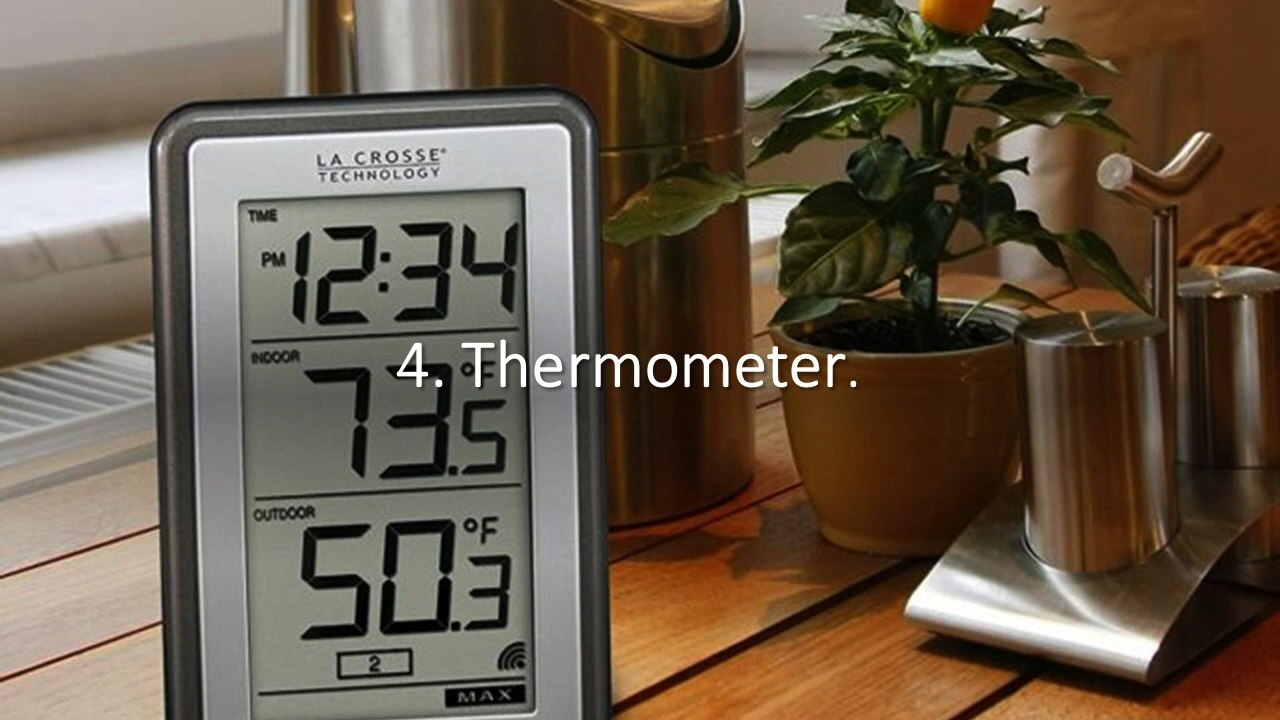 LA CROSSE®
TECHNOLOGY
TIME
PM 12:34
INDOOR
4. Thermometer.
73.5 °F
OUTDOOR
50.3 °F
2
MAX